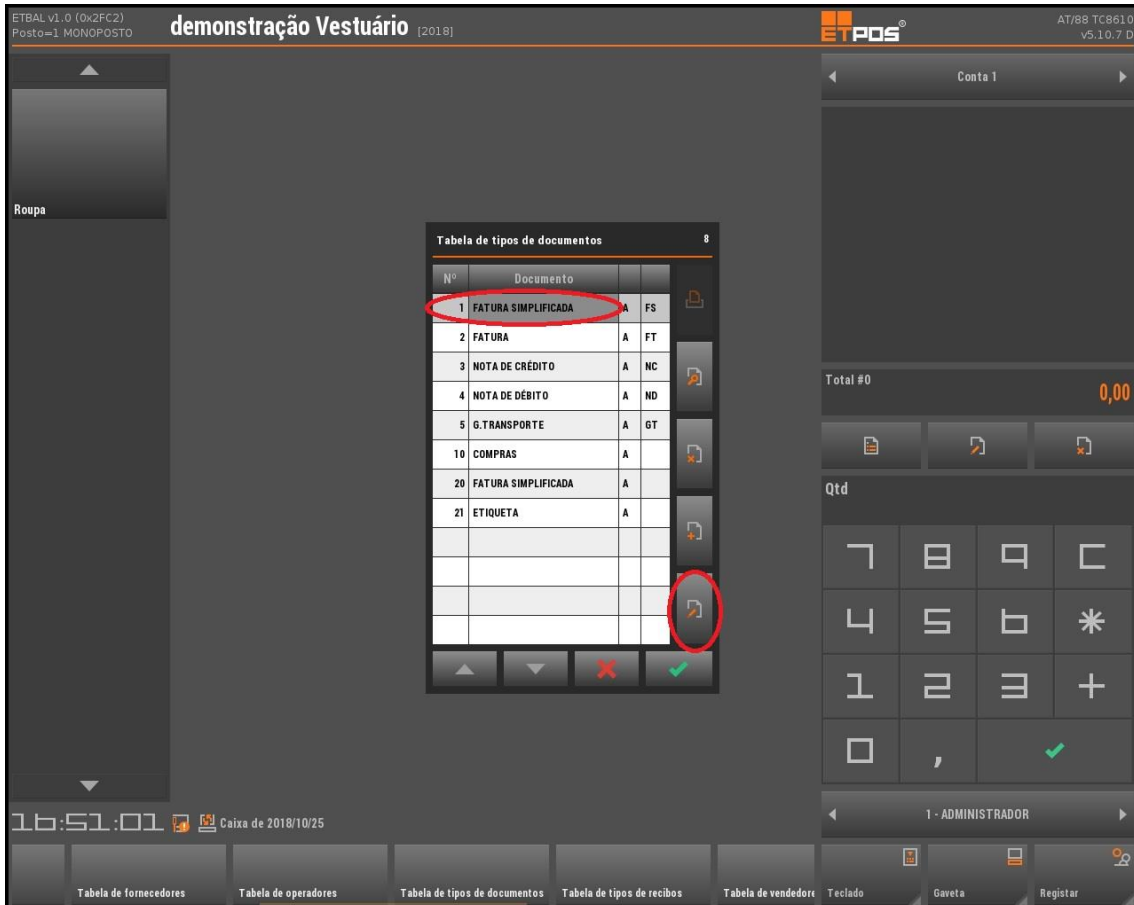 ETBAL v1.0 (0x2FC2)
Posto=1 MONOPOSTO
demonstração Vestuário [2018]
ETPOS®
AT/88 TC8610
v5.10.7 D
Conta 1
Roupa
Tabela de tipos de documentos 8
Nº Documento
1 FATURA SIMPLIFICADA A FS
2 FATURA A FT
3 NOTA DE CRÉDITO A NC
4 NOTA DE DÉBITO A ND
5 G.TRANSPORTE A GT
10 COMPRAS A
20 FATURA SIMPLIFICADA A
21 ETIQUETA A
Total #0
0,00
Qtd
7 8 9 C
4 5 6 *
1 2 3 +
0 ,
16:51:01 Caixa de 2018/10/25
1 - ADMINISTRADOR
Tabela de fornecedores
Tabela de operadores
Tabela de tipos de documentos
Tabela de tipos de recibos
Tabela de vendedore
Teclado
Gaveta
Registar